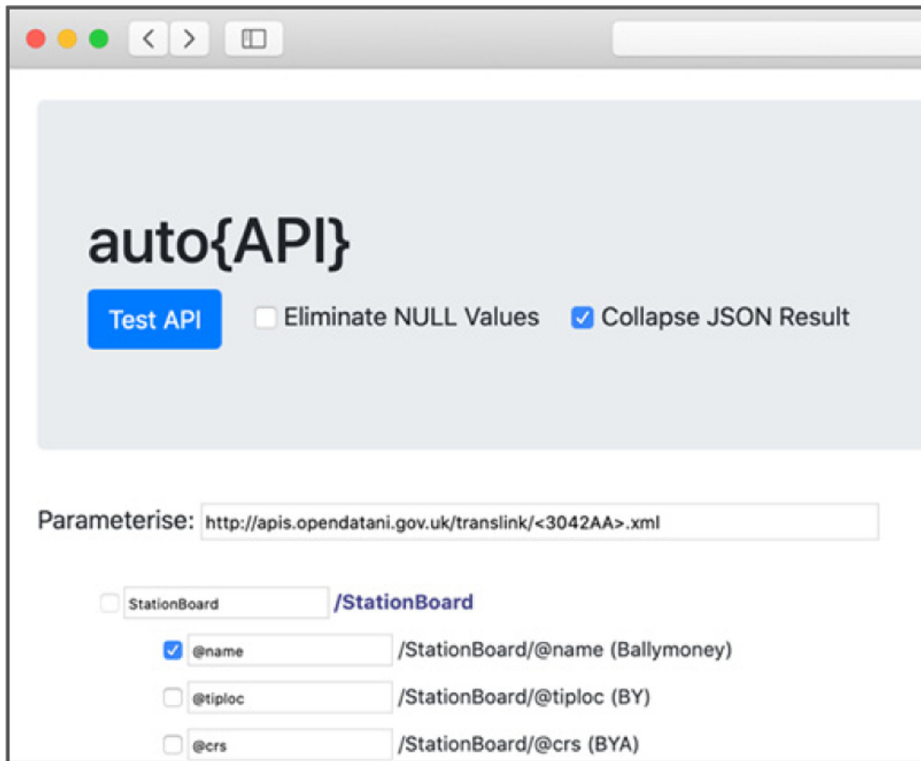 auto{API}
Test API Eliminate NULL Values Collapse JSON Result
Parameterise: http://apis.opendatani.gov.uk/translink/<3042AA>.xml
StationBoard /StationBoard
@name /StationBoard/@name (Ballymoney)
@tiploc /StationBoard/@tiploc (BY)
@crs /StationBoard/@crs (BYA)